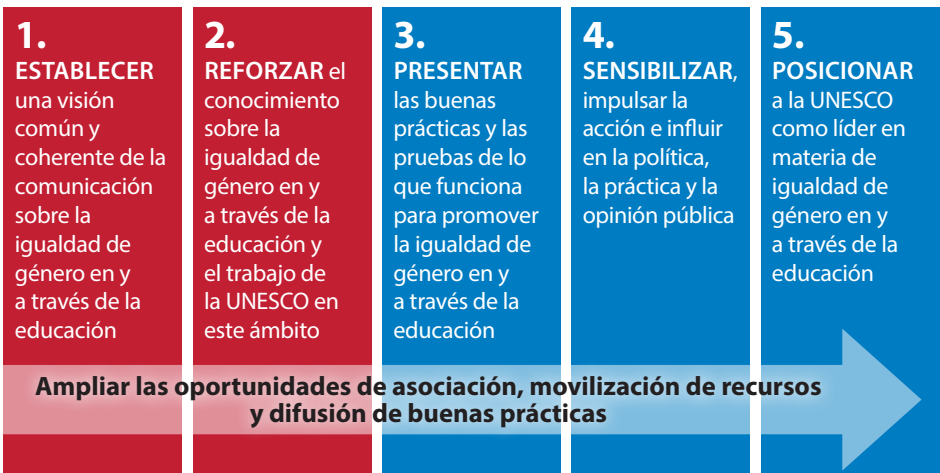 1.
ESTABLECER
una visión
común y
coherente de la
comunicación
sobre la
igualdad de
género en y
a través de la
educación
2.
REFORZAR el
conocimiento
sobre la
igualdad de
género en y
a través de la
educación y
el trabajo de
la UNESCO en
este ámbito
3.
PRESENTAR
las buenas
prácticas y las
pruebas de lo
que funciona
para promover
la igualdad de
género en y
a través de la
educación
4.
SENSIBILIZAR,
impulsar la
acción e influir
en la política,
la práctica y la
opinión pública
5.
POSICIONAR
a la UNESCO
como líder en
materia de
igualdad de
género en y
a través de la
educación
Ampliar las oportunidades de asociación, movilización de recursos
y difusión de buenas prácticas